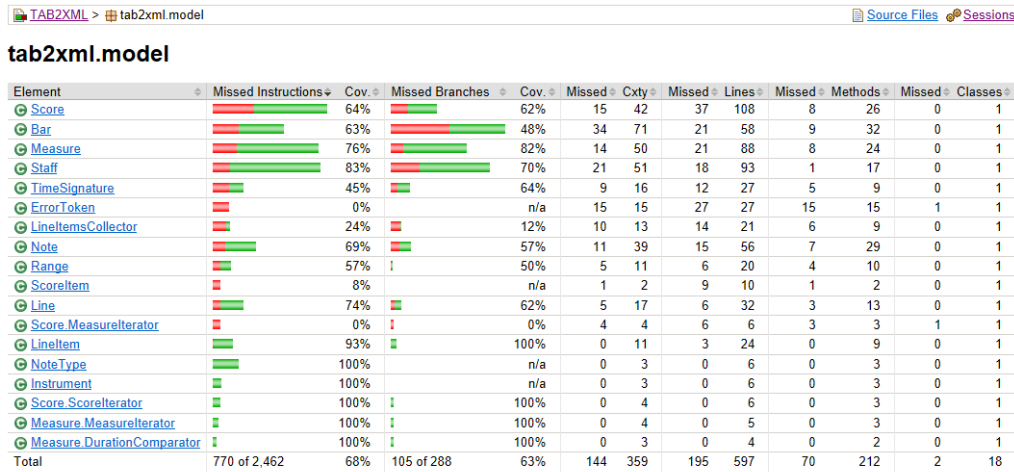 TAB2XML > tab2xml.model Source Files Sessions
tab2xml.model
Element Missed Instructions Cov. Missed Branches Cov. Missed Cxty Missed Lines Missed Methods Missed Classes
Score 64% 62% 15 42 37 108 8 26 0 1
Bar 63% 48% 34 71 21 58 9 32 0 1
Measure 76% 82% 14 50 21 88 8 24 0 1
Staff 83% 70% 21 51 18 93 1 17 0 1
TimeSignature 45% 64% 9 16 12 27 5 9 0 1
ErrorToken 0% n/a 15 15 27 27 15 15 1 1
LineItemsCollector 24% 12% 10 13 14 21 6 9 0 1
Note 69% 57% 11 39 15 56 7 29 0 1
Range 57% 50% 5 11 6 20 4 10 0 1
ScoreItem 8% n/a 1 2 9 10 1 2 0 1
Line 74% 62% 5 17 6 32 3 13 0 1
Score.MeasureIterator 0% 0% 4 4 6 6 3 3 1 1
LineItem 93% 100% 0 11 3 24 0 9 0 1
NoteType 100% n/a 0 3 0 6 0 3 0 1
Instrument 100% n/a 0 3 0 6 0 3 0 1
Score.ScoreIterator 100% 100% 0 4 0 6 0 3 0 1
Measure.MeasureIterator 100% 100% 0 4 0 5 0 3 0 1
Measure.DurationComparator 100% 100% 0 3 0 4 0 2 0 1
Total 770 of 2,462 68% 105 of 288 63% 144 359 195 597 70 212 2 18